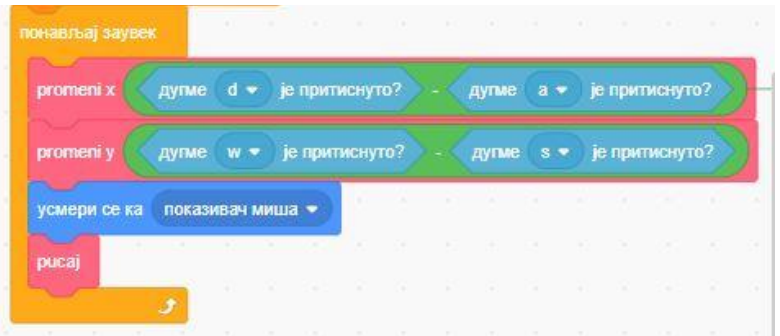 понављај заувек
promeni x дугме d је притиснуто? - дугме a је притиснуто?
promeni y дугме w је притиснуто? - дугме s је притиснуто?
усмери се ка показивач миша
pucaj